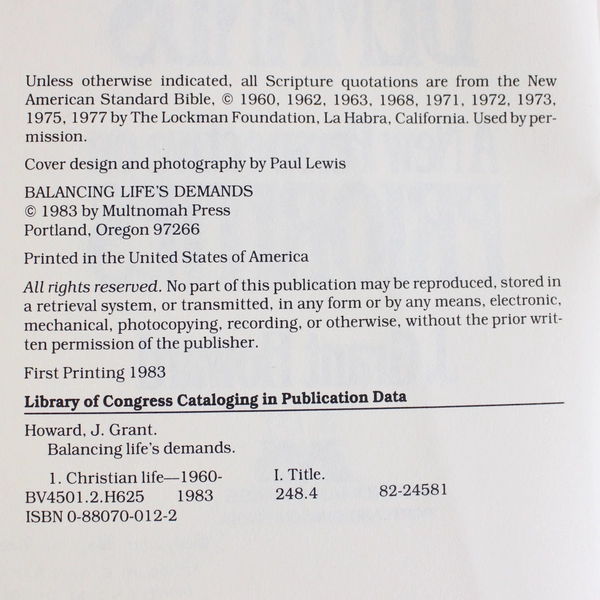 Unless otherwise indicated, all Scripture quotations are from the New
American Standard Bible, © 1960, 1962, 1963, 1968, 1971, 1972, 1973,
1975, 1977 by The Lockman Foundation, La Habra, California. Used by per-
mission.
Cover design and photography by Paul Lewis
BALANCING LIFE'S DEMANDS
© 1983 by Multnomah Press
Portland, Oregon 97266
Printed in the United States of America
All rights reserved. No part of this publication may be reproduced, stored in
a retrieval system, or transmitted, in any form or by any means, electronic,
mechanical, photocopying, recording, or otherwise, without the prior writ-
ten permission of the publisher.
First Printing 1983
Library of Congress Cataloging in Publication Data
Howard, J. Grant.
Balancing life's demands.
1. Christian life—1960- I. Title.
BV4501.2.H625 1983 248.4 82-24581
ISBN 0-88070-012-2